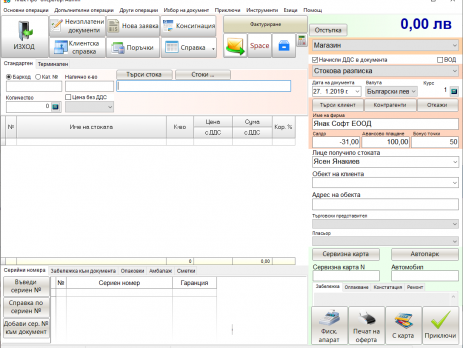 Основни операции Допълнителни операции Други операции Избор на документ Приключи Инструменти Езици Помощ
ИЗХОД
Неизплатени документи
Нова заявка
Консигнация
Клиентска справка
Поръчки
Справка
Фактуриране
Space
Отстъпка
0,00 лв
Стандартен Терминален
Баркод Кат. №
Налично к-во
Търси стока
Стоки ...
Количество
0
Цена без ДДС
№
Име на стоката
К-во
Цена
с ДДС
Сума
с ДДС
Кор. %
0
0,00
Магазин
Начисли ДДС в документа
ВОД
Стокова разписка
Дата на документа
Валута
Курс
27. 1.2019 г.
Български лев
1
Търси клиент
Контрагенти
Откажи
Име на фирма
Янак Софт ЕООД
Салдо
Авансово плащане
Бонус точки
-31,00
100,00
50
Лице получило стоката
Ясен Янакиев
Обект на клиента
Адрес на обекта
Търговски представител
Пласьор
Сервизна карта
Автопарк
Сервизна карта N
Автомобил
Забележка Оплакване Констатация Ремонт
Серийни номера Забележка към документа Опаковки Амбалаж Сметки
Въведи сериен №
Справка по сериен №
Добави сер. № към документ
№
Сериен номер
Гаранция
Фиск. апарат
Печат на оферта
С карта
Приключи